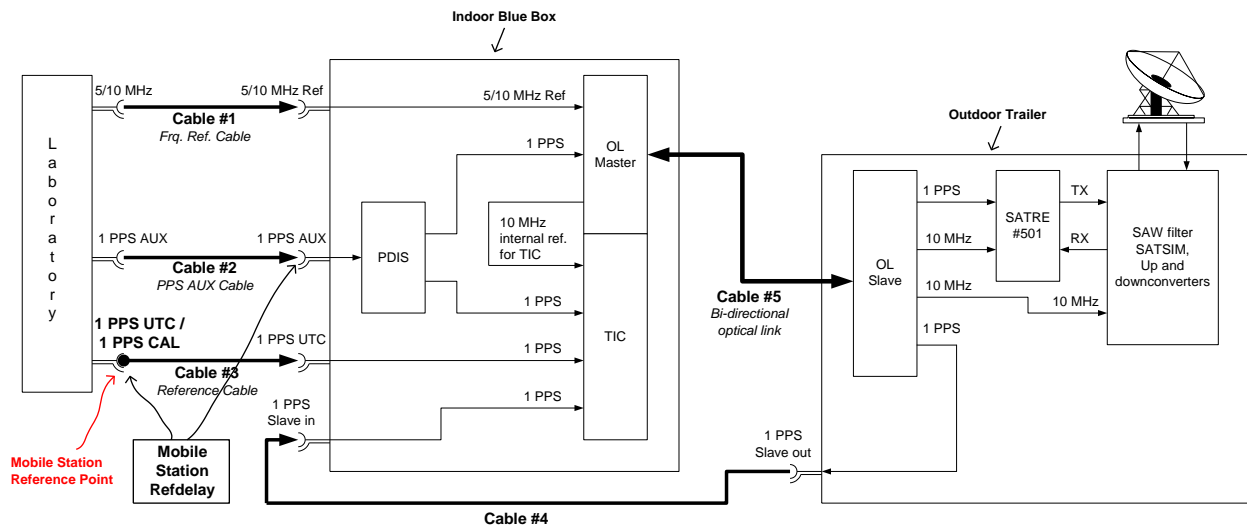 Indoor Blue Box
5/10 MHz
5/10 MHz Ref
5/10 MHz Ref
Cable #1
Frq. Ref. Cable
Laboratory
1 PPS
OL
Master
Outdoor Trailer
1 PPS AUX
1 PPS AUX
Cable #2
PPS AUX Cable
PDIS
10 MHz
internal ref.
for TIC
1 PPS
TIC
1 PPS UTC /
1 PPS CAL
1 PPS UTC
1 PPS
Cable #3
Reference Cable
1 PPS
Slave in
1 PPS
Mobile Station
Reference Point
Mobile
Station
Refdelay
Cable #4
Cable #5
Bi-directional
optical link
OL
Slave
1 PPS
10 MHz
10 MHz
10 MHz
1 PPS
SATRE
#501
TX
RX
SAW filter
SATSIM,
Up and
downconverters
1 PPS
Slave out